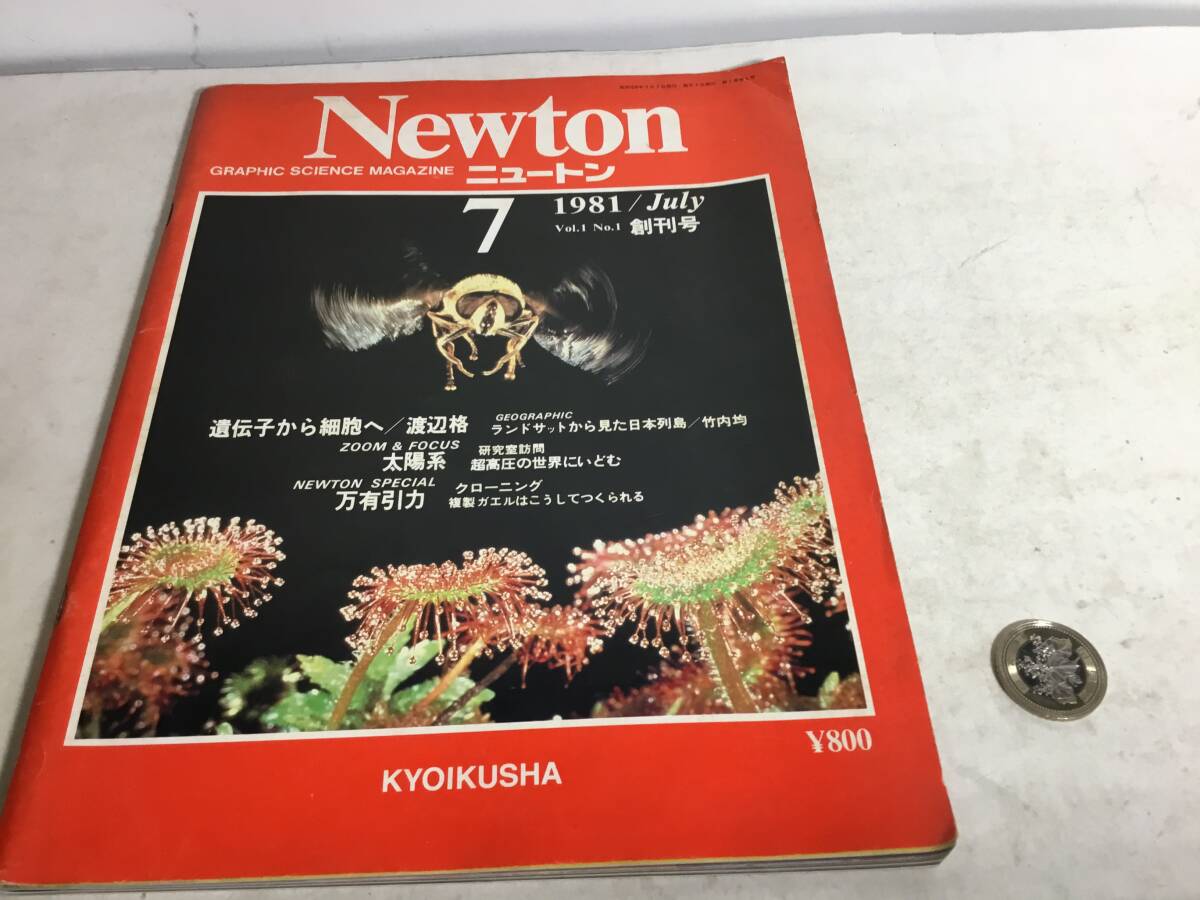 Newton
GRAPHIC SCIENCE MAGAZINE ニュートン
7
1981/July
Vol.1 No.1 創刊号
遺伝子から細胞へ/渡辺格
GEOGRAPHIC
ランドサットから見た日本列島/竹内均
ZOOM & FOCUS
太陽系
研究室訪問
超高圧の世界にいどむ
NEWTON SPECIAL
万有引力
クローニング
複製ガエルはこうしてつくられる
¥800
KYOIKUSHA